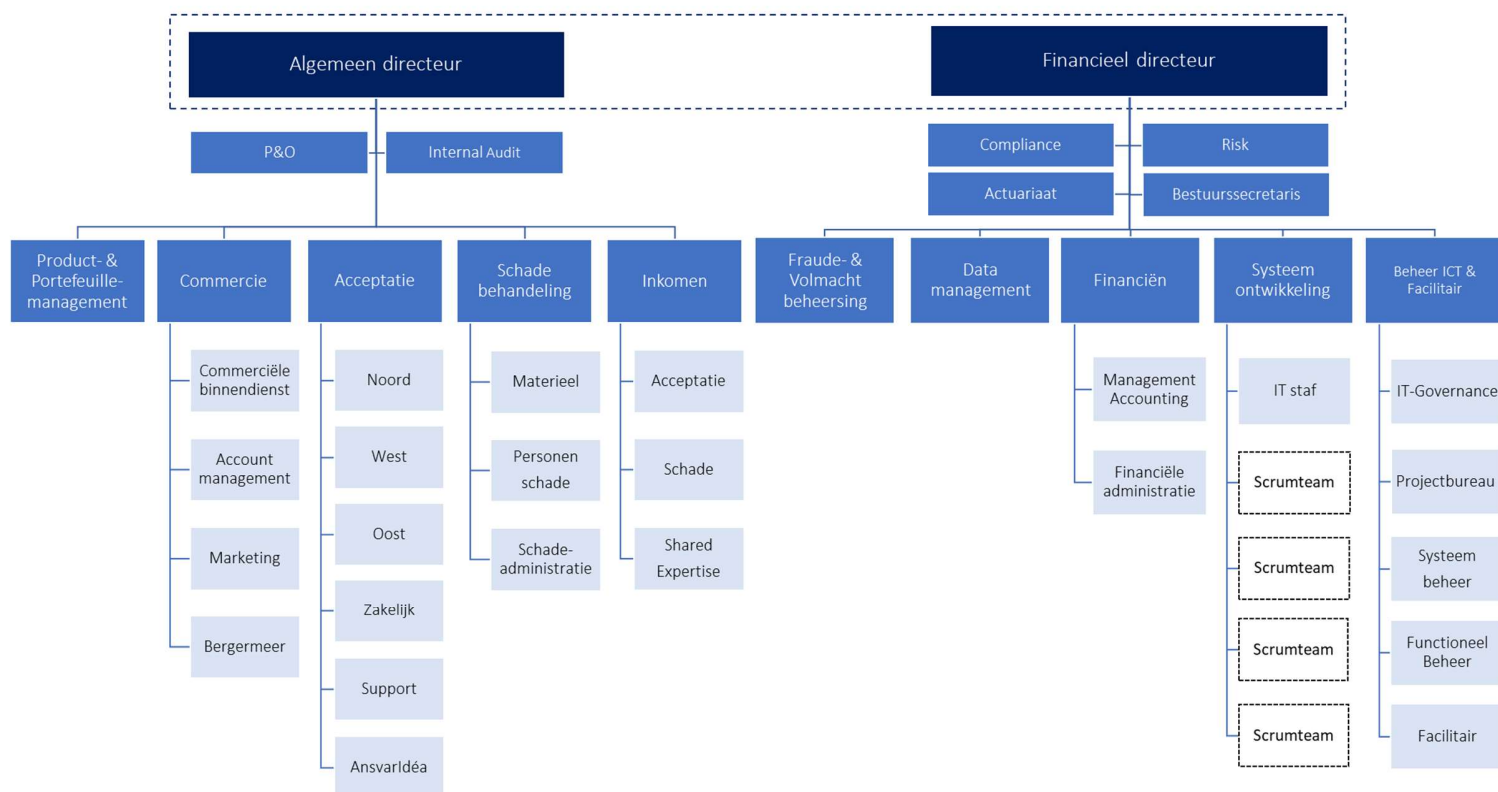 Algemeen directeur
Financieel directeur
P&O
Internal Audit
Compliance
Risk
Actuariaat
Bestuurssecretaris
Product- &
Portefeuille-
management
Commercie
Acceptatie
Schade
behandeling
Inkomen
Fraude- &
Volmacht
beheersing
Data
management
Financiën
Systeem
ontwikkeling
Beheer ICT &
Facilitair
Commerciële
binnendienst
Account
management
Marketing
Bergermeer
Noord
West
Oost
Zakelijk
Support
AnsvarIdéa
Materieel
Personen
schade
Schade-
administratie
Acceptatie
Schade
Shared
Expertise
Management
Accounting
Financiële
administratie
IT staf
Scrumteam
Scrumteam
Scrumteam
Scrumteam
IT-Governance
Projectbureau
Systeem
beheer
Functioneel
Beheer
Facilitair